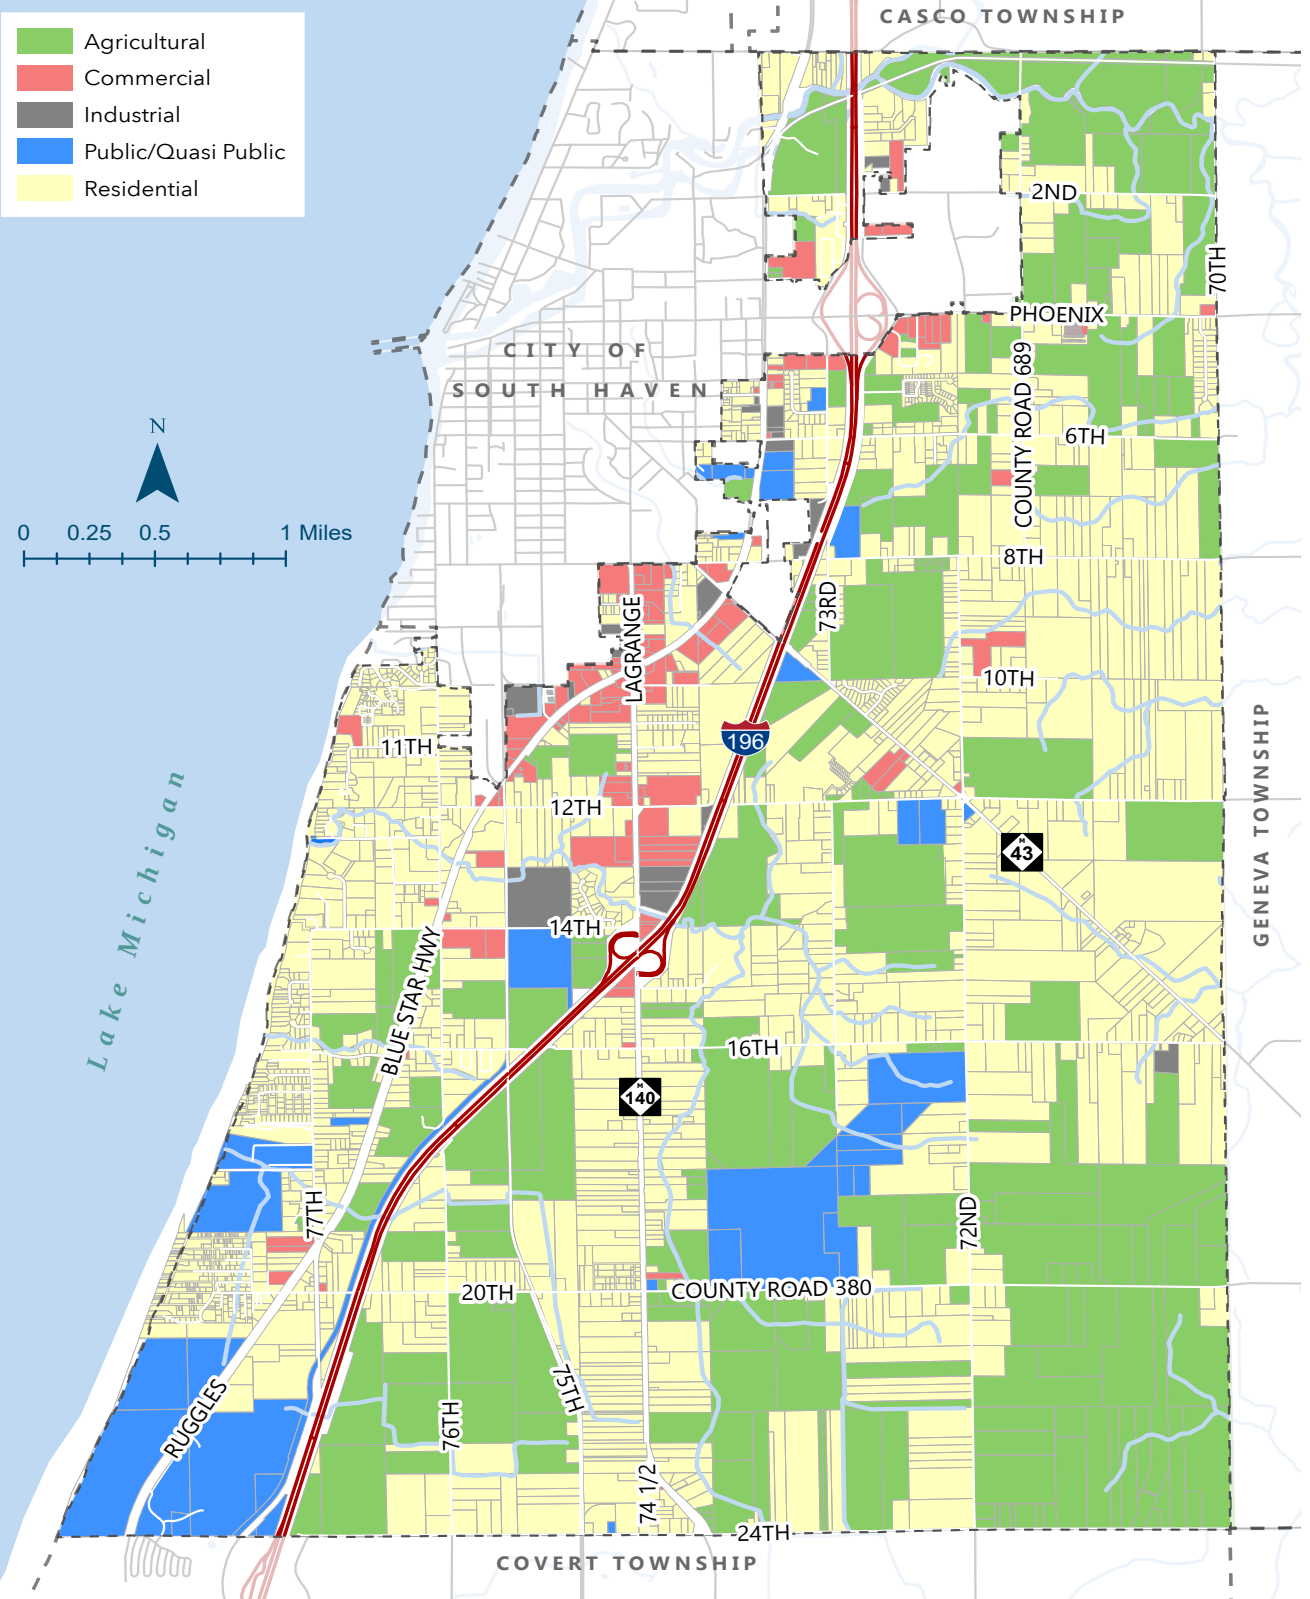 CASCO TOWNSHIP
Agricultural
Commercial
Industrial
Public/Quasi Public
Residential
2ND
70TH
PHOENIX
CITY OF
SOUTH HAVEN
COUNTY ROAD 689
6TH
N
0 0.25 0.5 1 Miles
8TH
73RD
LAGRANGE
10TH
196
11TH
GENEVA TOWNSHIP
12TH
Lake Michigan
M
43
14TH
BLUE STAR HWY
16TH
M
140
77TH
72ND
20TH
COUNTY ROAD 380
75TH
RUGGLES
76TH
74 1/2
24TH
COVERT TOWNSHIP